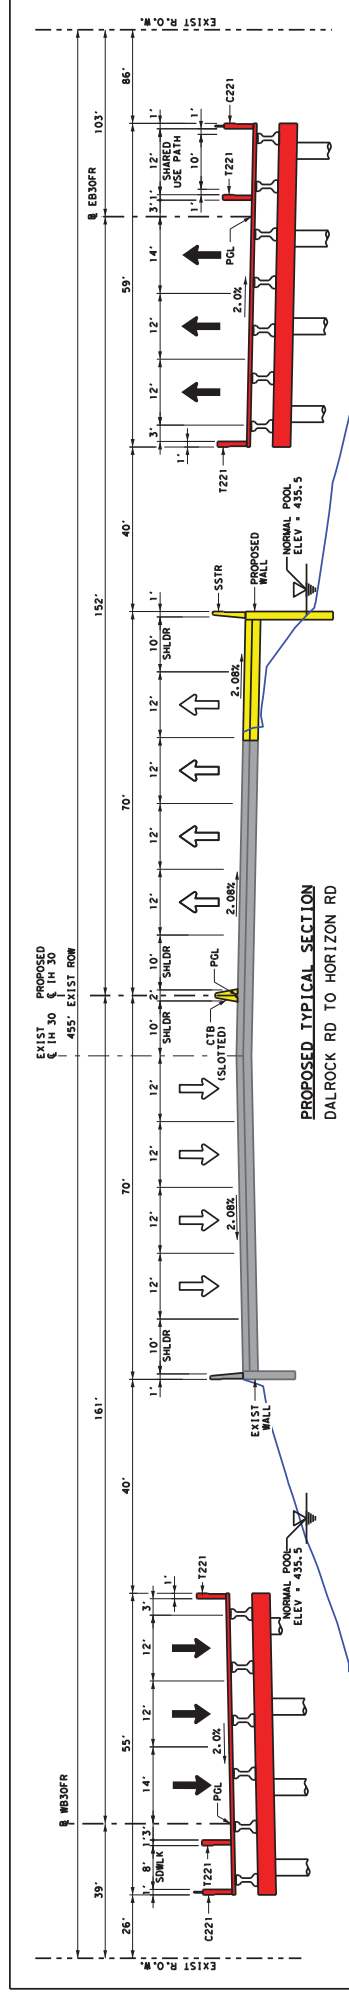 EXIST R.O.W.
39'
161'
152'
103'
26'
55'
40'
70'
70'
40'
59'
86'
EXIST R.O.W.
℄ WB30FR
EXIST
℄ IH 30
PROPOSED
℄ IH 30
455' EXIST ROW
℄ EB30FR
1'
8'
SDWLK
1'
3'
14'
12'
12'
3'
1'
C221
T221
PGL
2.0%
T221
NORMAL POOL
ELEV = 435.5
1'
10'
SHLDR
12'
12'
12'
12'
10'
SHLDR
2'
10'
SHLDR
12'
12'
12'
12'
10'
SHLDR
1'
EXIST
WALL
2.08%
CTB
(SLOTTED)
PGL
2.08%
2.08%
SSTR
PROPOSED
WALL
NORMAL POOL
ELEV = 435.5
1'
3'
12'
12'
14'
3'
1'
12'
SHARED
USE PATH
1'
1'
10'
1'
T221
2.0%
PGL
T221
C221
PROPOSED TYPICAL SECTION
DALROCK RD TO HORIZON RD